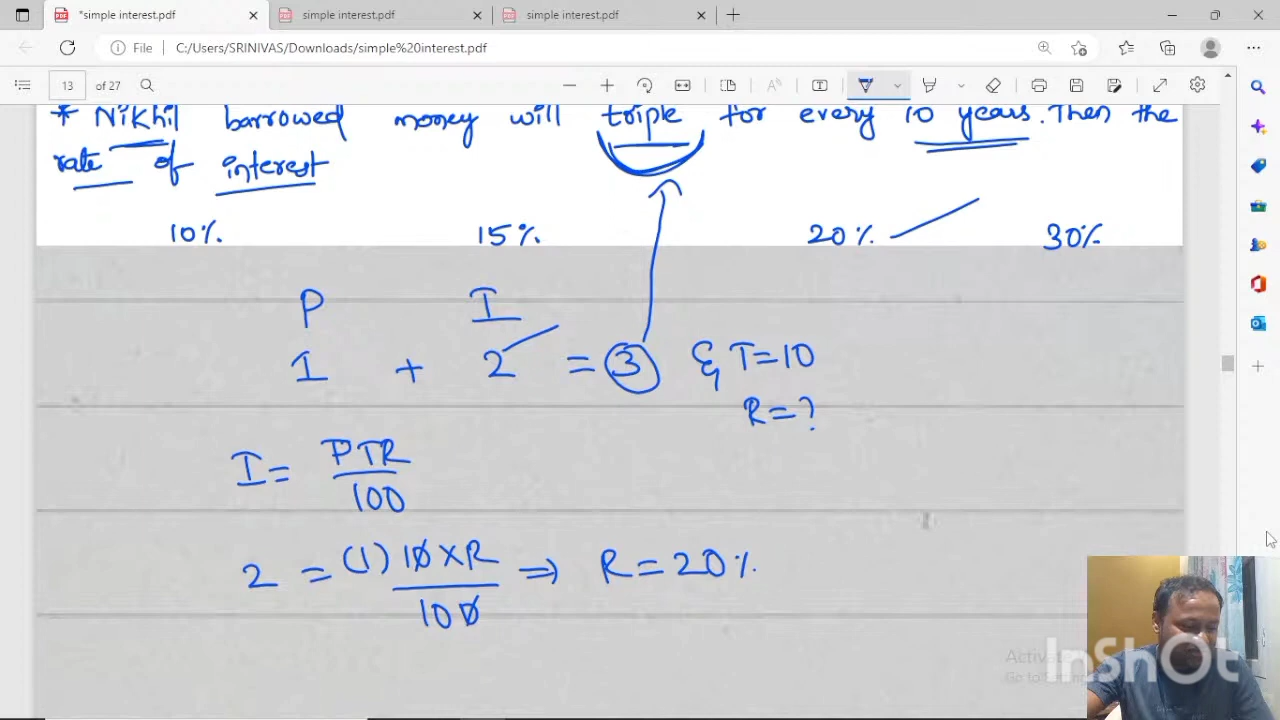 *simple interest.pdf
simple interest.pdf
simple interest.pdf
File C:/Users/SRINIVAS/Downloads/simple%20interest.pdf
13 of 27
* Nikhil barrowed money will triple for every 10 years. Then the
rate of interest
10% 15% 20% 30%
P I
1 + 2 = 3 & T=10
R=?
I= PTR
100
2 = (1) 10×R ⇒ R=20%
100
InShOt